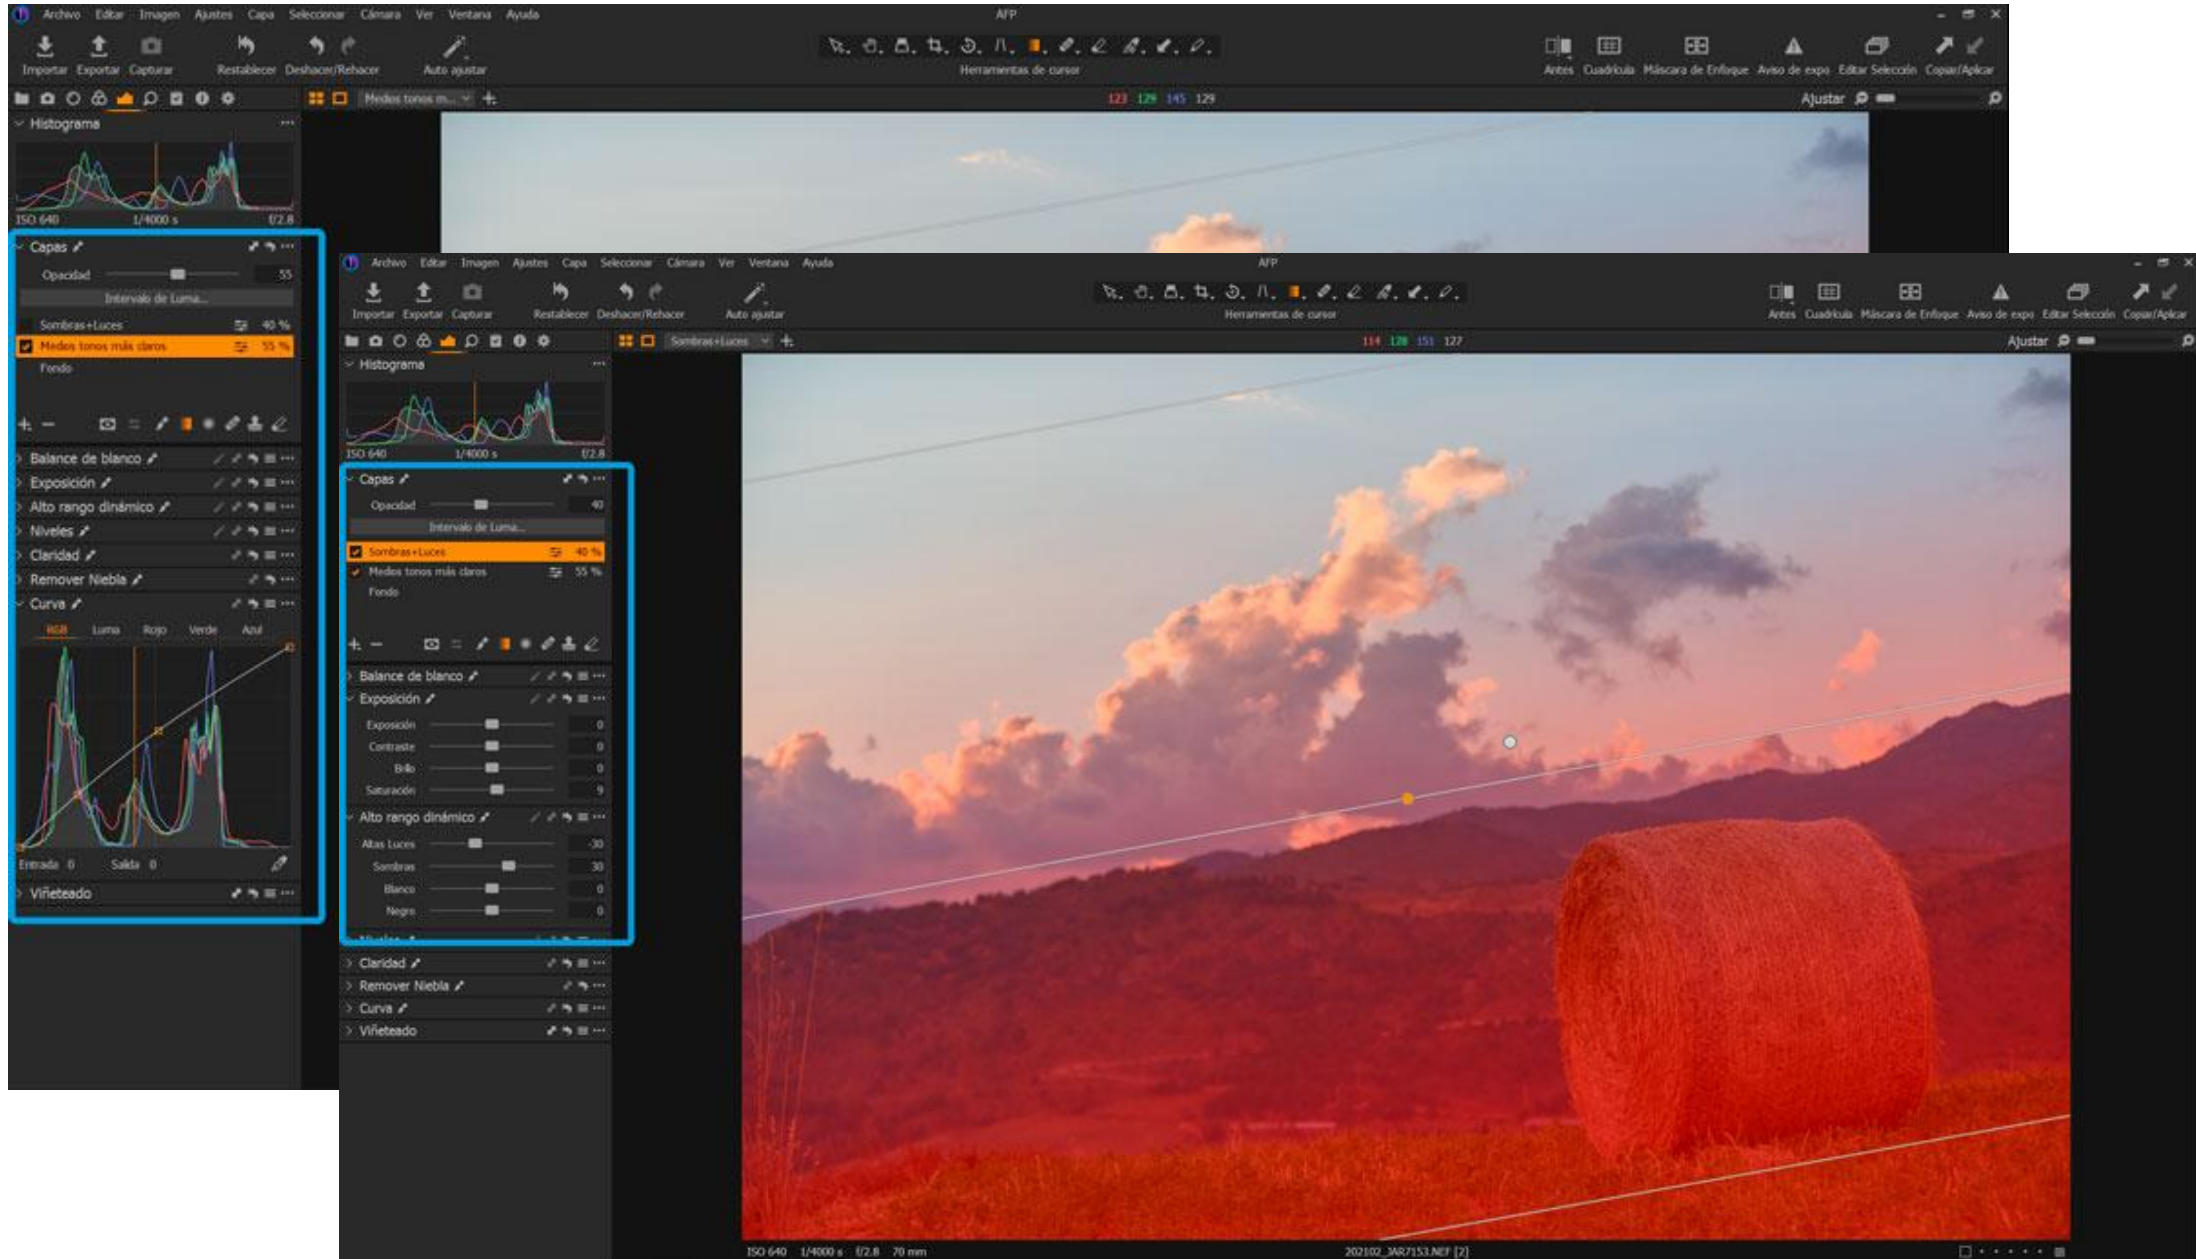 Archivo Editar Imagen Ajustes Capa Seleccionar Cámara Ver Ventana Ayuda
AFP
Importar Exportar Capturar Restablecer Deshacer/Rehacer Auto ajustar
Herramientas de cursor
Antes Cuadrícula Máscara de Enfoque Aviso de expo Editar Selección Copiar/Aplicar
Medos tonos m...
123 129 145 129
Ajustar
Histograma
ISO 640 1/4000 s f/2.8
Capas
Opacidad 55
Intervalo de Luma...
Sombras+Luces 40 %
Medos tonos más claros 55 %
Fondo
Balance de blanco
Exposición
Alto rango dinámico
Niveles
Claridad
Remover Niebla
Curva
RGB Luma Rojo Verde Azul
Entrada 0 Salida 0
Viñeteado
Archivo Editar Imagen Ajustes Capa Seleccionar Cámara Ver Ventana Ayuda
AFP
Importar Exportar Capturar Restablecer Deshacer/Rehacer Auto ajustar
Herramientas de cursor
Antes Cuadrícula Máscara de Enfoque Aviso de expo Editar Selección Copiar/Aplicar
Sombras+Luces
114 128 151 127
Ajustar
Histograma
ISO 640 1/4000 s f/2.8
Capas
Opacidad 40
Intervalo de Luma...
Sombras+Luces 40 %
Medos tonos más claros 55 %
Fondo
Balance de blanco
Exposición
Exposición 0
Contraste 0
Brillo 0
Saturación 9
Alto rango dinámico
Altas Luces -30
Sombras 30
Blanco 0
Negro 0
Niveles
Claridad
Remover Niebla
Curva
Viñeteado
ISO 640 1/4000 s f/2.8 70 mm
202102_JAR7153.NEF [2]